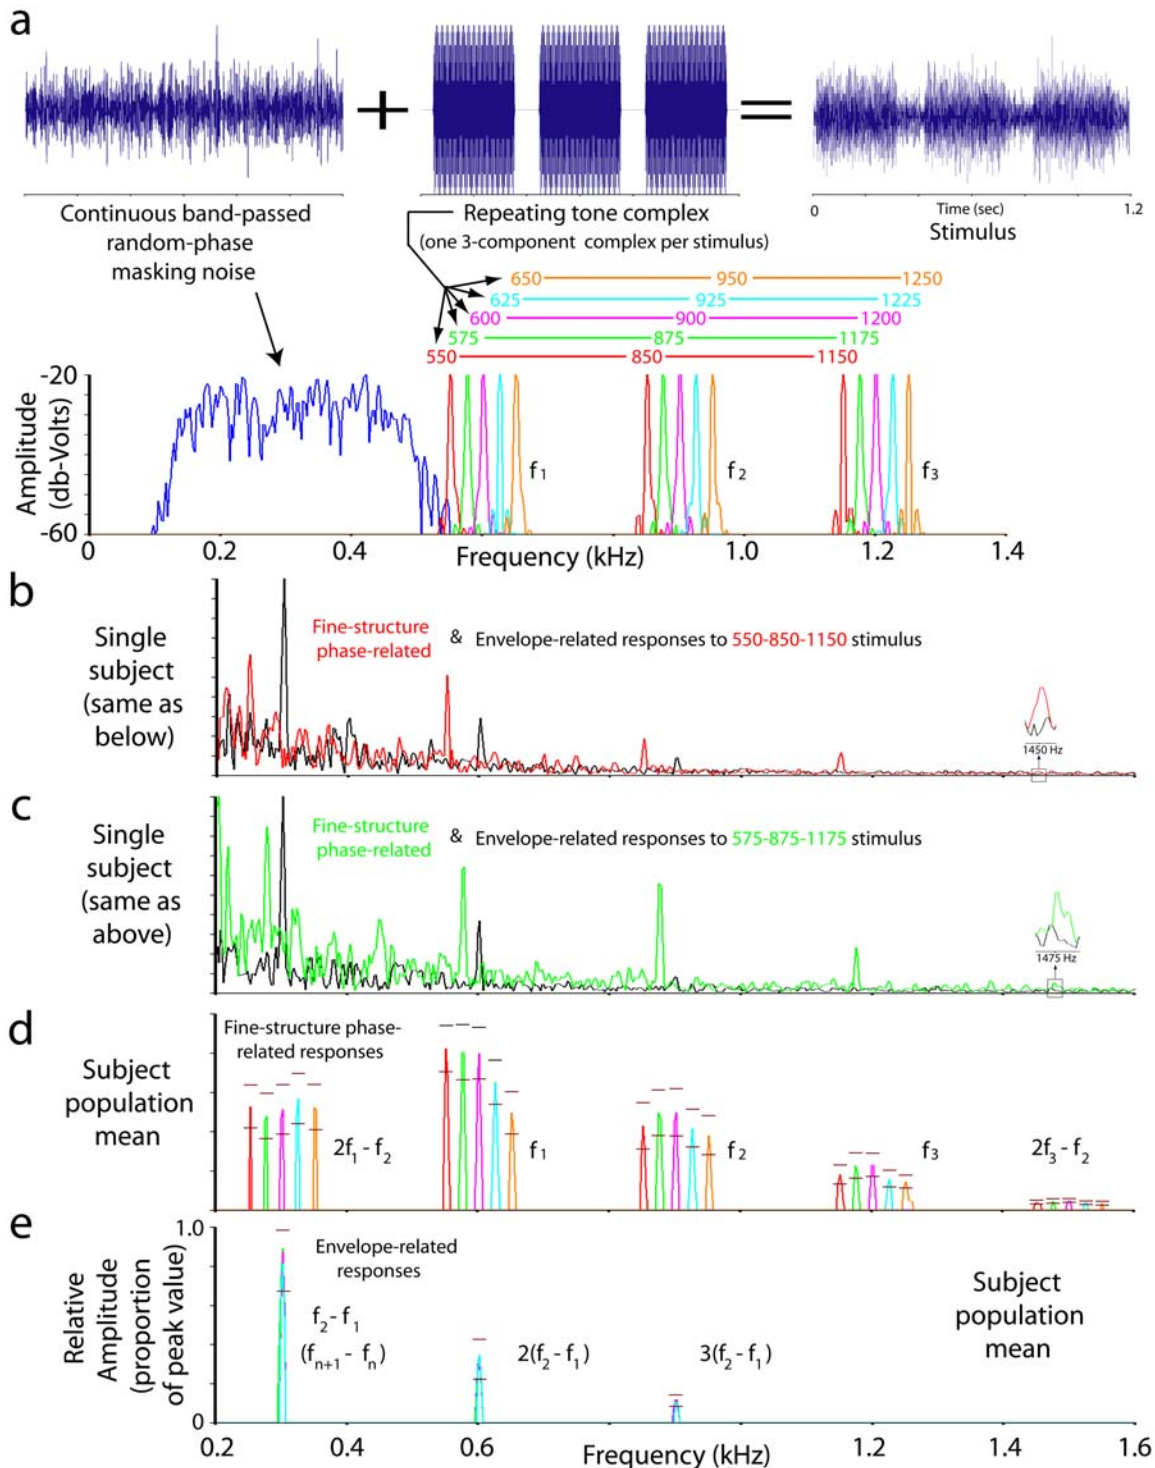 a
Continuous band-passed
random-phase
masking noise
Repeating tone complex
(one 3-component complex per stimulus)
0
Time (sec)
1.2
Stimulus
650 950 1250
625 925 1225
600 900 1200
575 875 1175
550 850 1150
Amplitude
(db-Volts)
-20
-60
f1
f2
f3
0 0.2 0.4 1.0 1.2 1.4
Frequency (kHz)
b
Single
subject
(same as
below)
Fine-structure
phase-related
& Envelope-related responses to 550-850-1150 stimulus
1450 Hz
c
Single
subject
(same as
above)
Fine-structure
phase-related
& Envelope-related responses to 575-875-1175 stimulus
1475 Hz
d
Subject
population
mean
Fine-structure phase-
related responses
2f1 - f2
f1
f2
f3
2f3 - f2
e
Relative
Amplitude
(proportion
of peak value)
1.0
0
Envelope-related
responses
f2 - f1
(fn+1 - fn)
2(f2 - f1)
3(f2 - f1)
Subject
population
mean
0.2 0.4 0.6 1.2 1.4 1.6
Frequency (kHz)